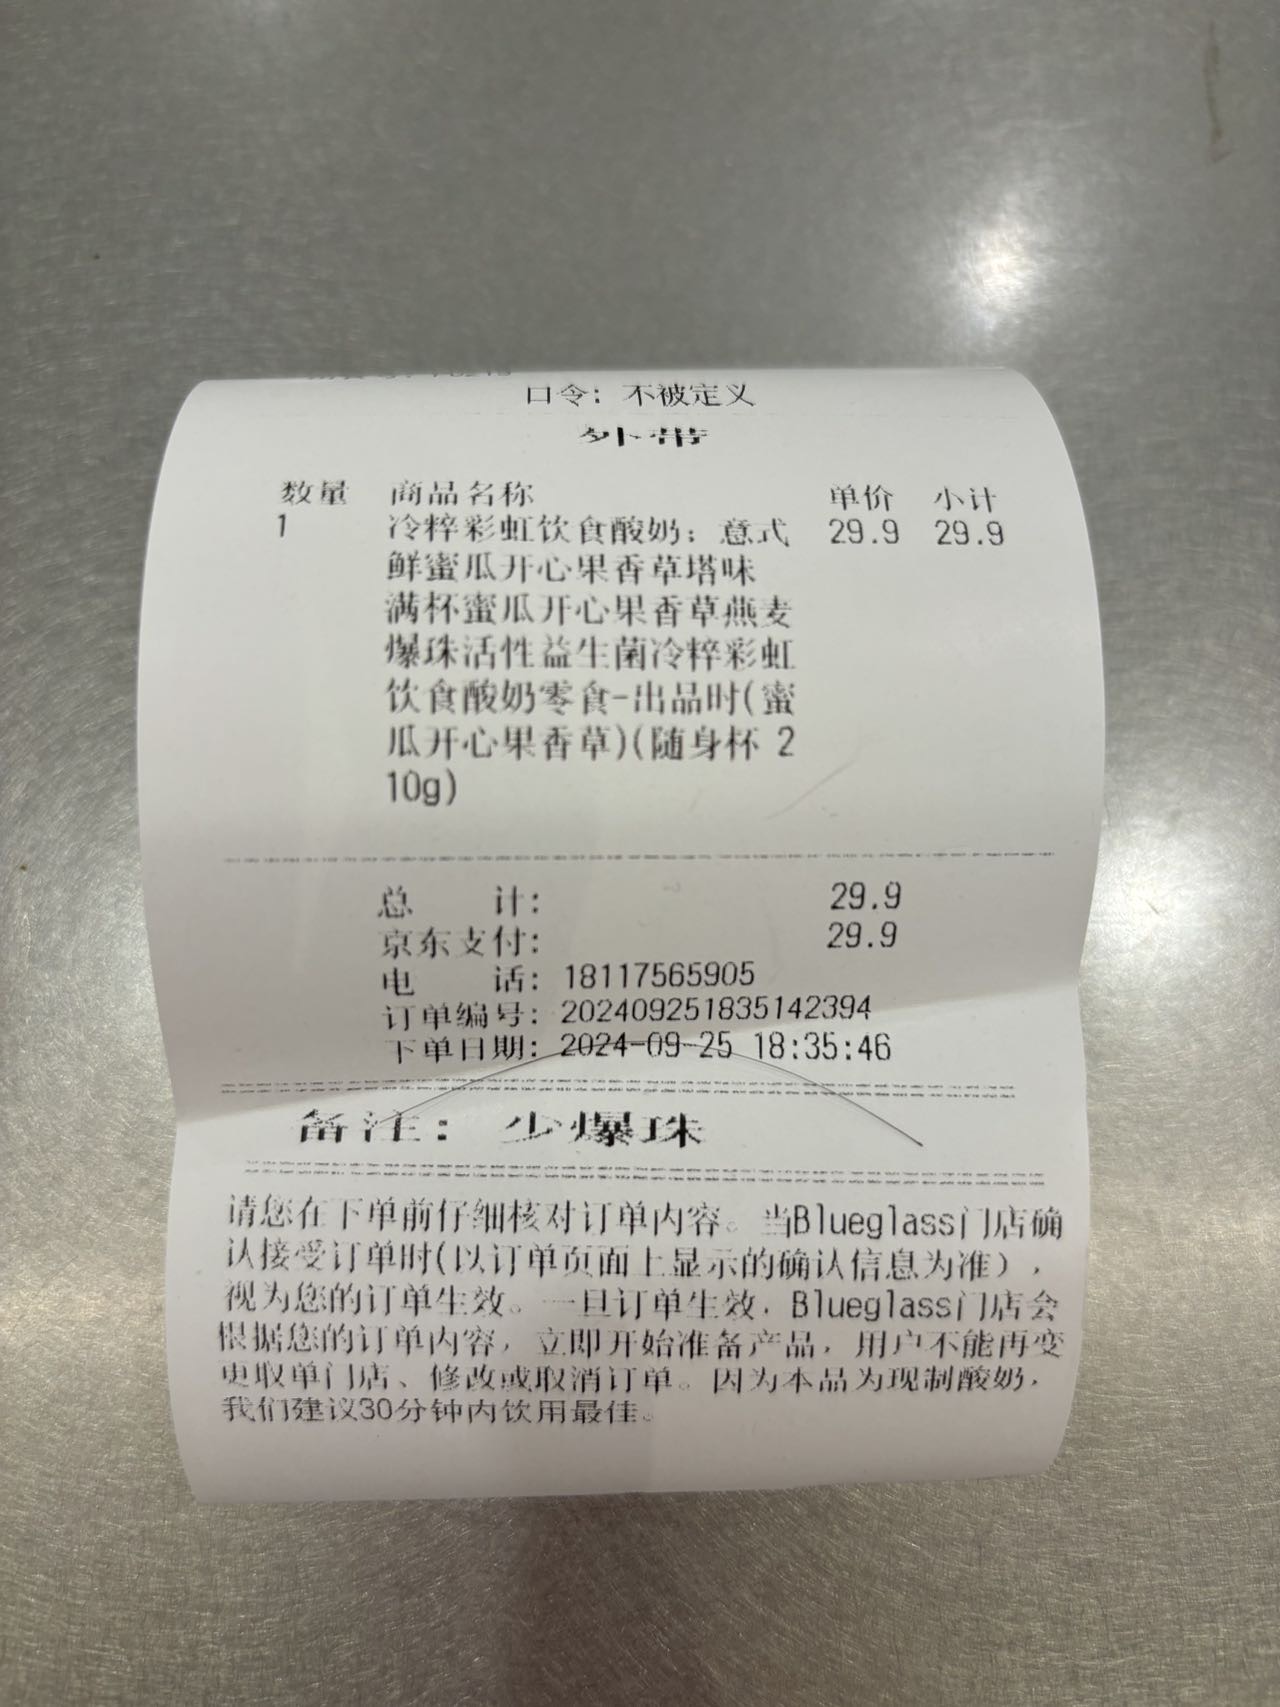 口令：不被定义
外带
数量 商品名称 单价 小计
1 冷粹彩虹饮食酸奶：意式 29.9 29.9
鲜蜜瓜开心果香草塔味
满杯蜜瓜开心果香草燕麦
爆珠活性益生菌冷粹彩虹
饮食酸奶零食-出品时(蜜
瓜开心果香草)(随身杯 2
10g)
总 计： 29.9
京东支付： 29.9
电 话：18117565905
订单编号：202409251835142394
下单日期：2024-09-25 18:35:46
备注：少爆珠
请您在下单前仔细核对订单内容。当Blueglass门店确
认接受订单时(以订单页面上显示的确认信息为准)，
视为您的订单生效。一旦订单生效，Blueglass门店会
根据您的订单内容，立即开始准备产品，用户不能再变
更取单门店、修改或取消订单。因为本品为现制酸奶，
我们建议30分钟内饮用最佳。